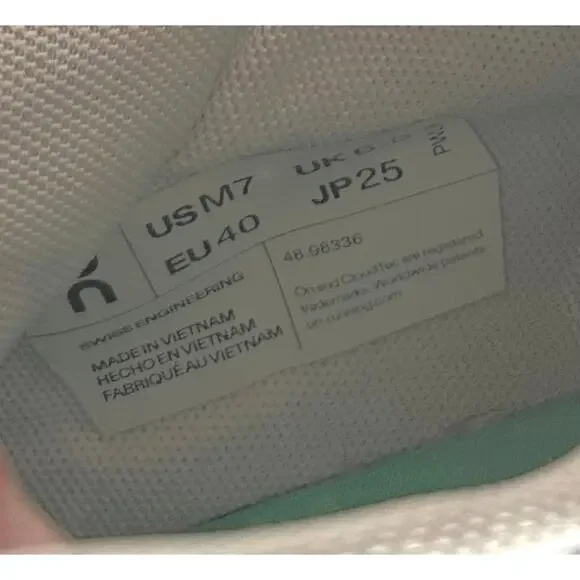 US M7
UK 6.5
EU 40
JP 25
SWISS ENGINEERING
MADE IN VIETNAM
HECHO EN VIETNAM
FABRIQUÉ AU VIETNAM
48.98336
On and CloudTec are registered
trademarks. Worldwide patents
on-running.com